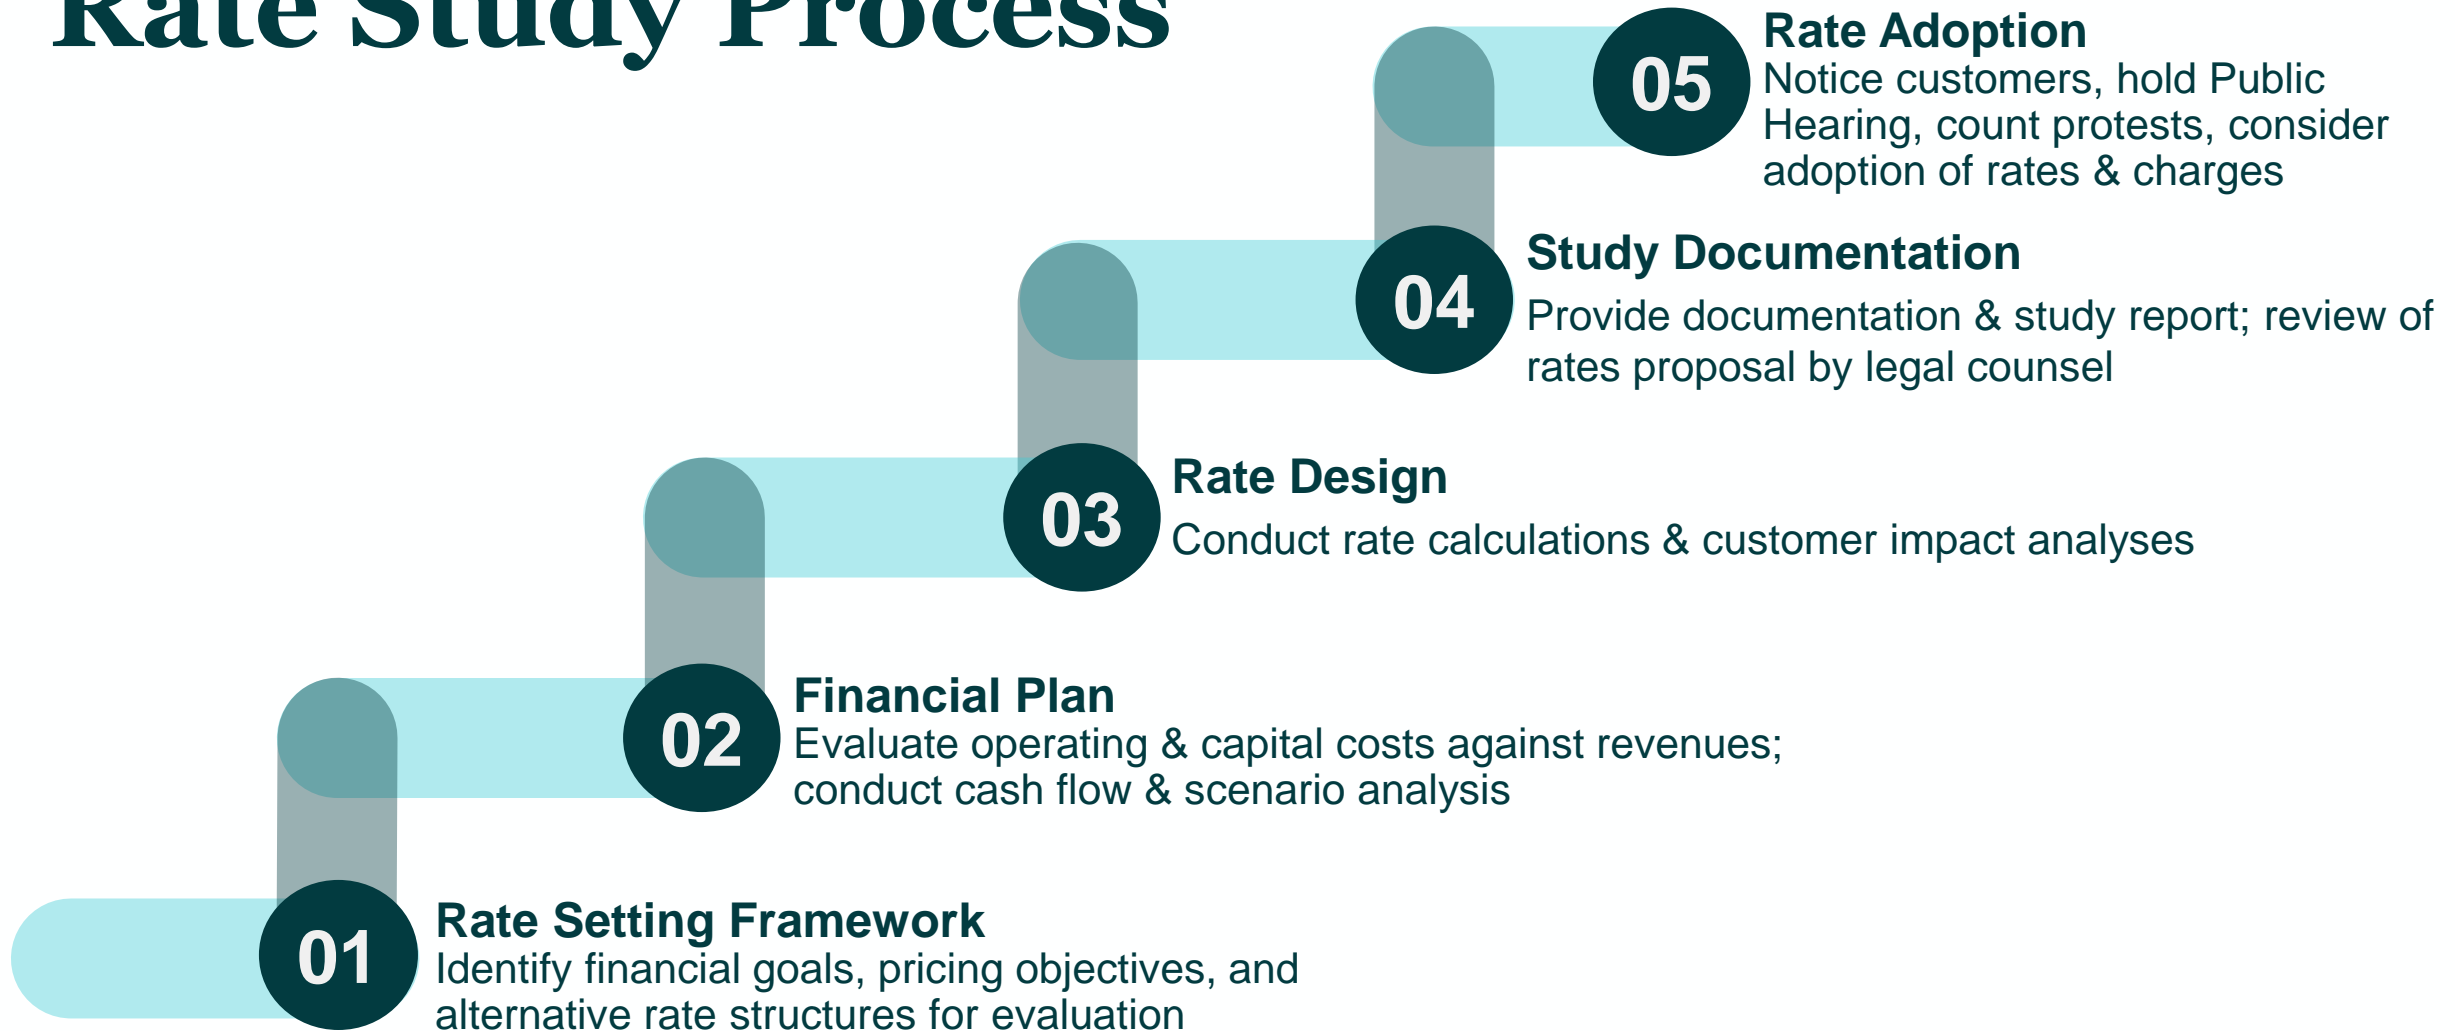 Rate Study Process
05
Rate Adoption
Notice customers, hold Public
Hearing, count protests, consider
adoption of rates & charges
04
Study Documentation
Provide documentation & study report; review of
rates proposal by legal counsel
03
Rate Design
Conduct rate calculations & customer impact analyses
02
Financial Plan
Evaluate operating & capital costs against revenues;
conduct cash flow & scenario analysis
01
Rate Setting Framework
Identify financial goals, pricing objectives, and
alternative rate structures for evaluation